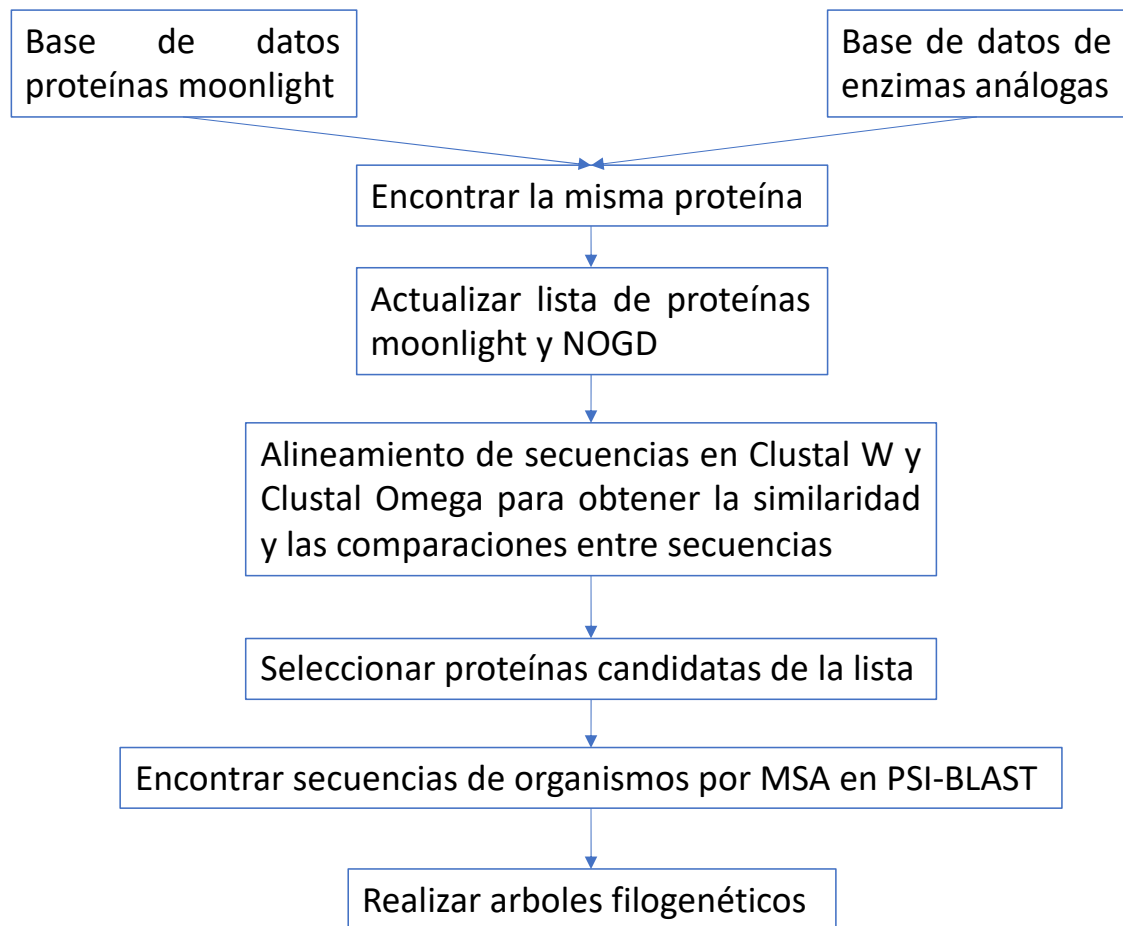 Base de datos
proteínas moonlight
Base de datos de
enzimas análogas
Encontrar la misma proteína
Actualizar lista de proteínas
moonlight y NOGD
Alineamiento de secuencias en Clustal W y
Clustal Omega para obtener la similaridad
y las comparaciones entre secuencias
Seleccionar proteínas candidatas de la lista
Encontrar secuencias de organismos por MSA en PSI-BLAST
Realizar arboles filogenéticos